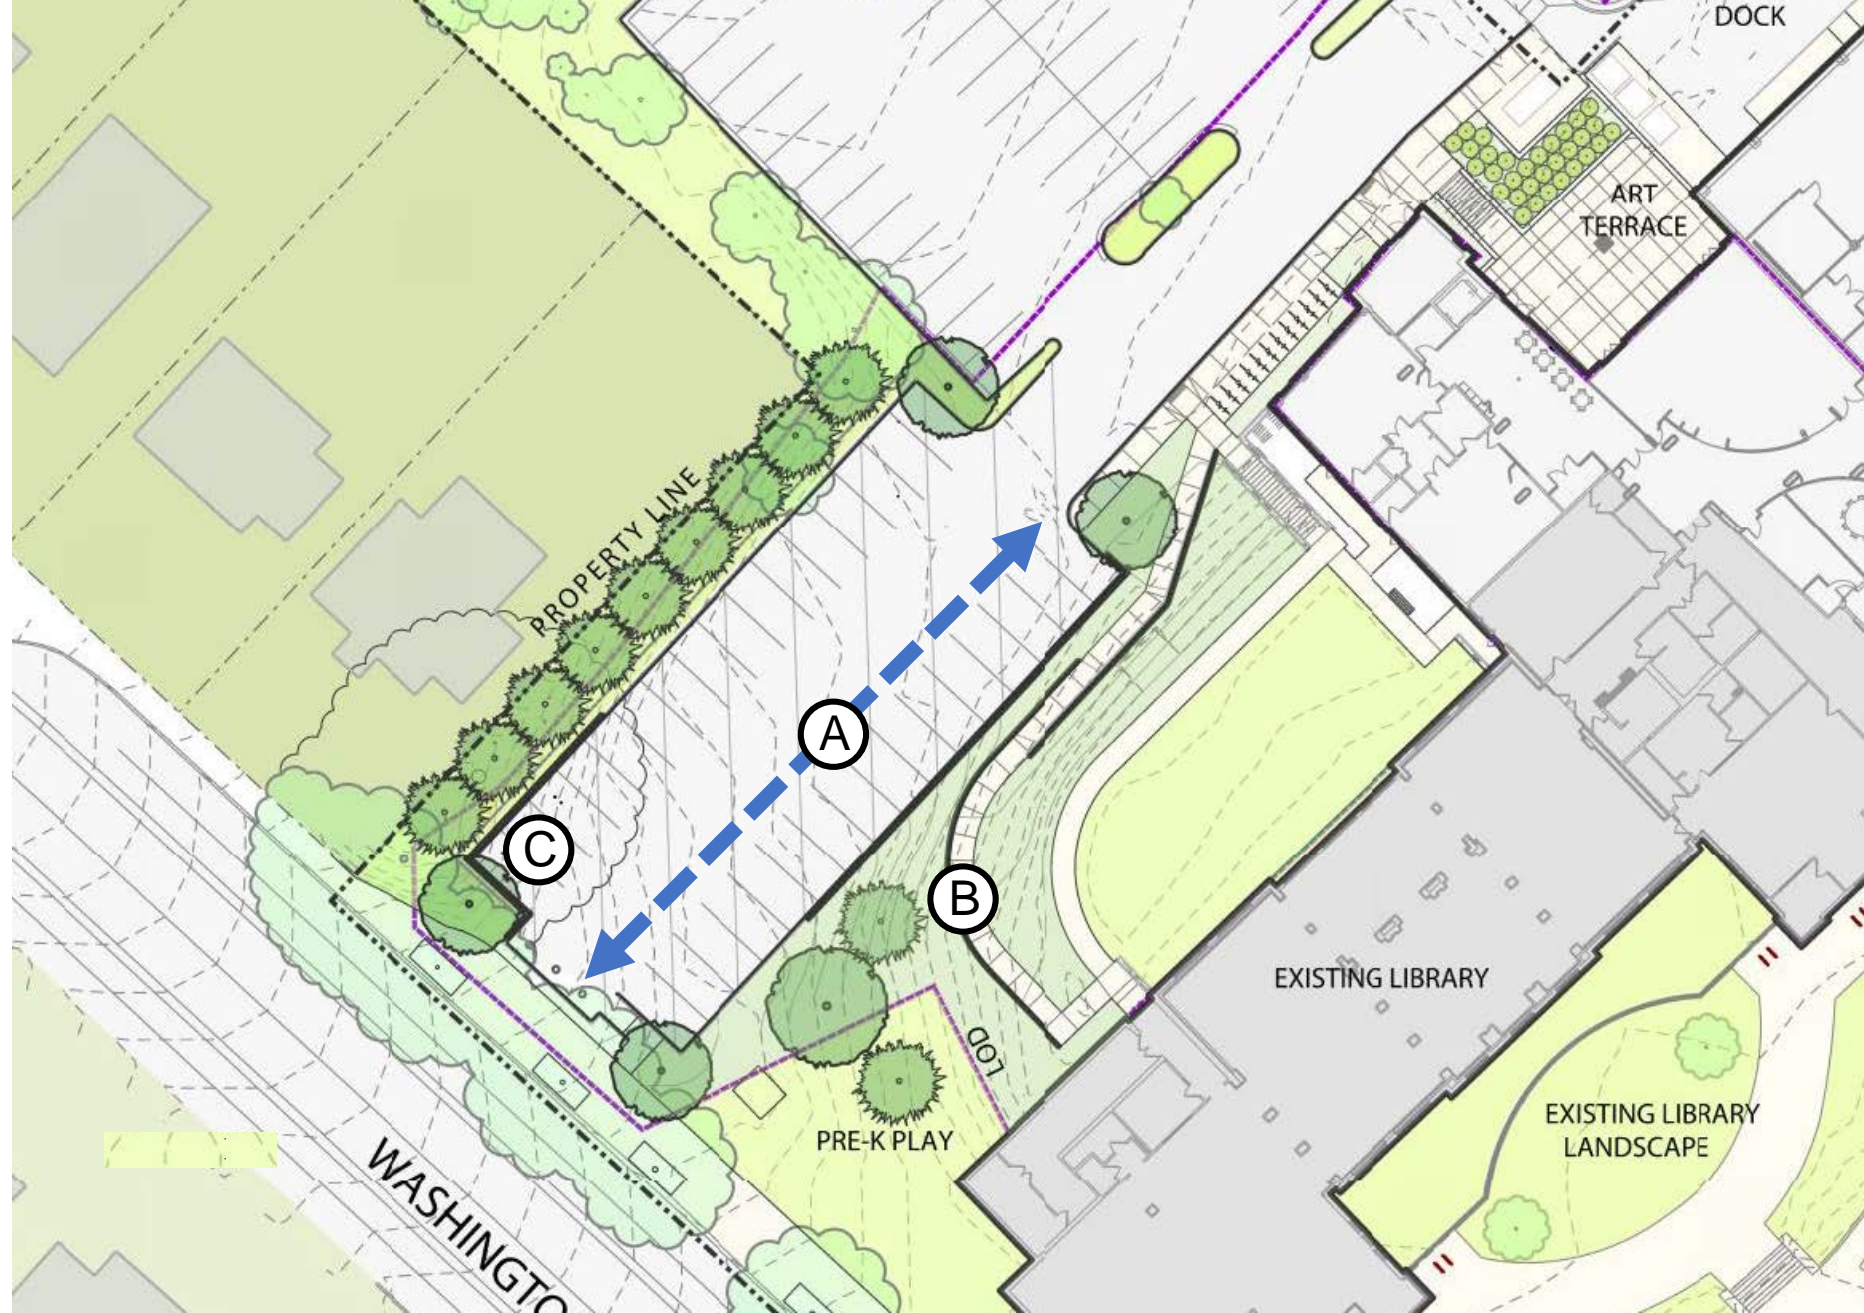 DOCK
ART
TERRACE
PROPERTY LINE
A
C
B
EXISTING LIBRARY
LOD
PRE-K PLAY
EXISTING LIBRARY
LANDSCAPE
WASHINGTO